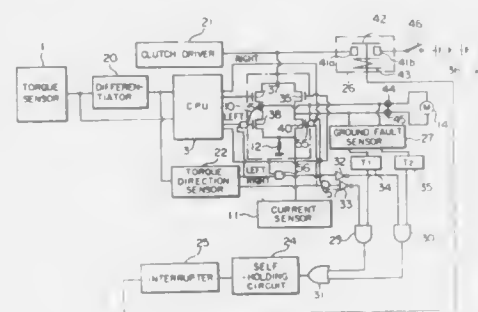 21
42
46
1
20
CLUTCH DRIVER
RIGHT
41a
41b
43
TORQUE
SENSOR
DIFFEREN-
TIATOR
CPU
37
35
26
44
M
14
10
LEFT
38
40
45
GROUND FAULT
SENSOR
27
3
22
12
TORQUE
DIRECTION
SENSOR
LEFT
RIGHT
32
33
T1
T2
34
35
11
CURRENT
SENSOR
29
30
25
24
INTERRUPTER
SELF
-HOLDING
CIRCUIT
31